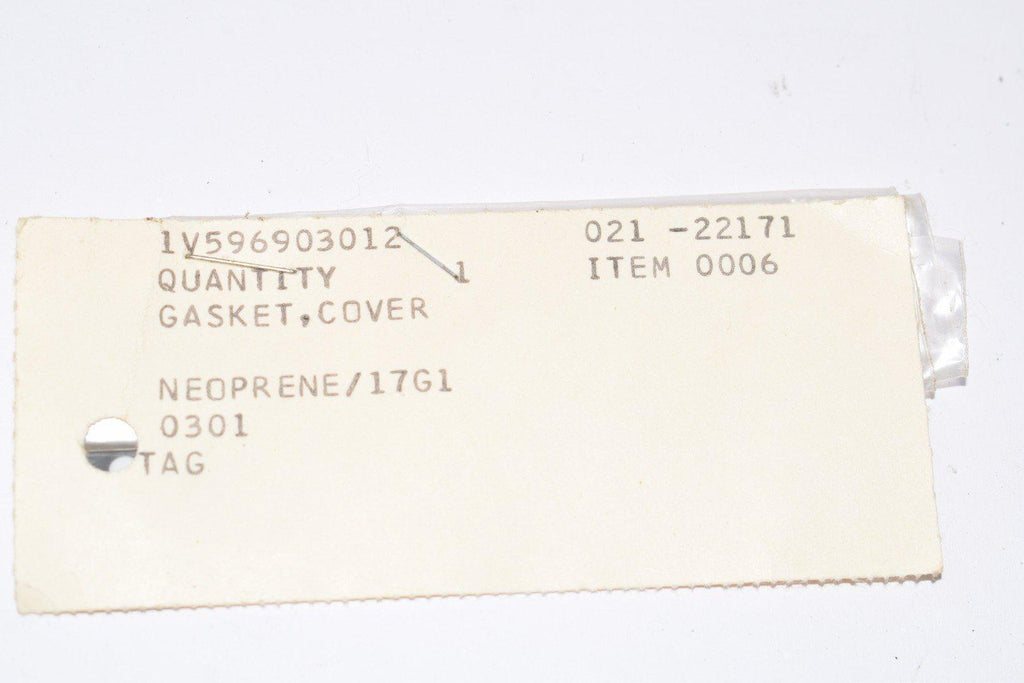 1V596903012 021 -22171
QUANTITY 1 ITEM 0006
GASKET,COVER
NEOPRENE/17G1
0301
TAG